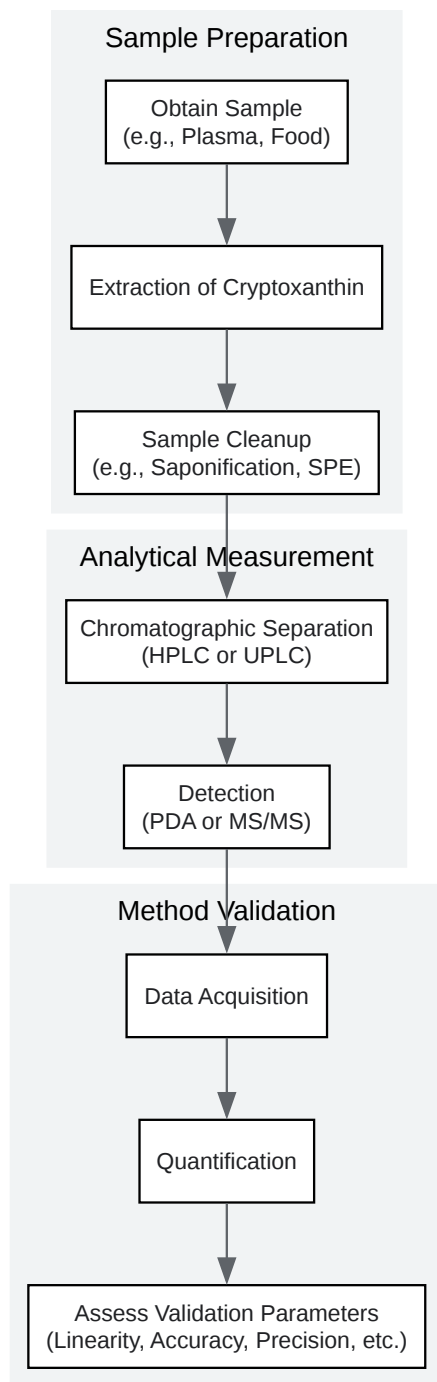 Sample Preparation
Obtain Sample
(e.g., Plasma, Food)
Extraction of Cryptoxanthin
Sample Cleanup
(e.g., Saponification, SPE)
Analytical Measurement
Chromatographic Separation
(HPLC or UPLC)
Detection
(PDA or MS/MS)
Method Validation
Data Acquisition
Quantification
Assess Validation Parameters
(Linearity, Accuracy, Precision, etc.)